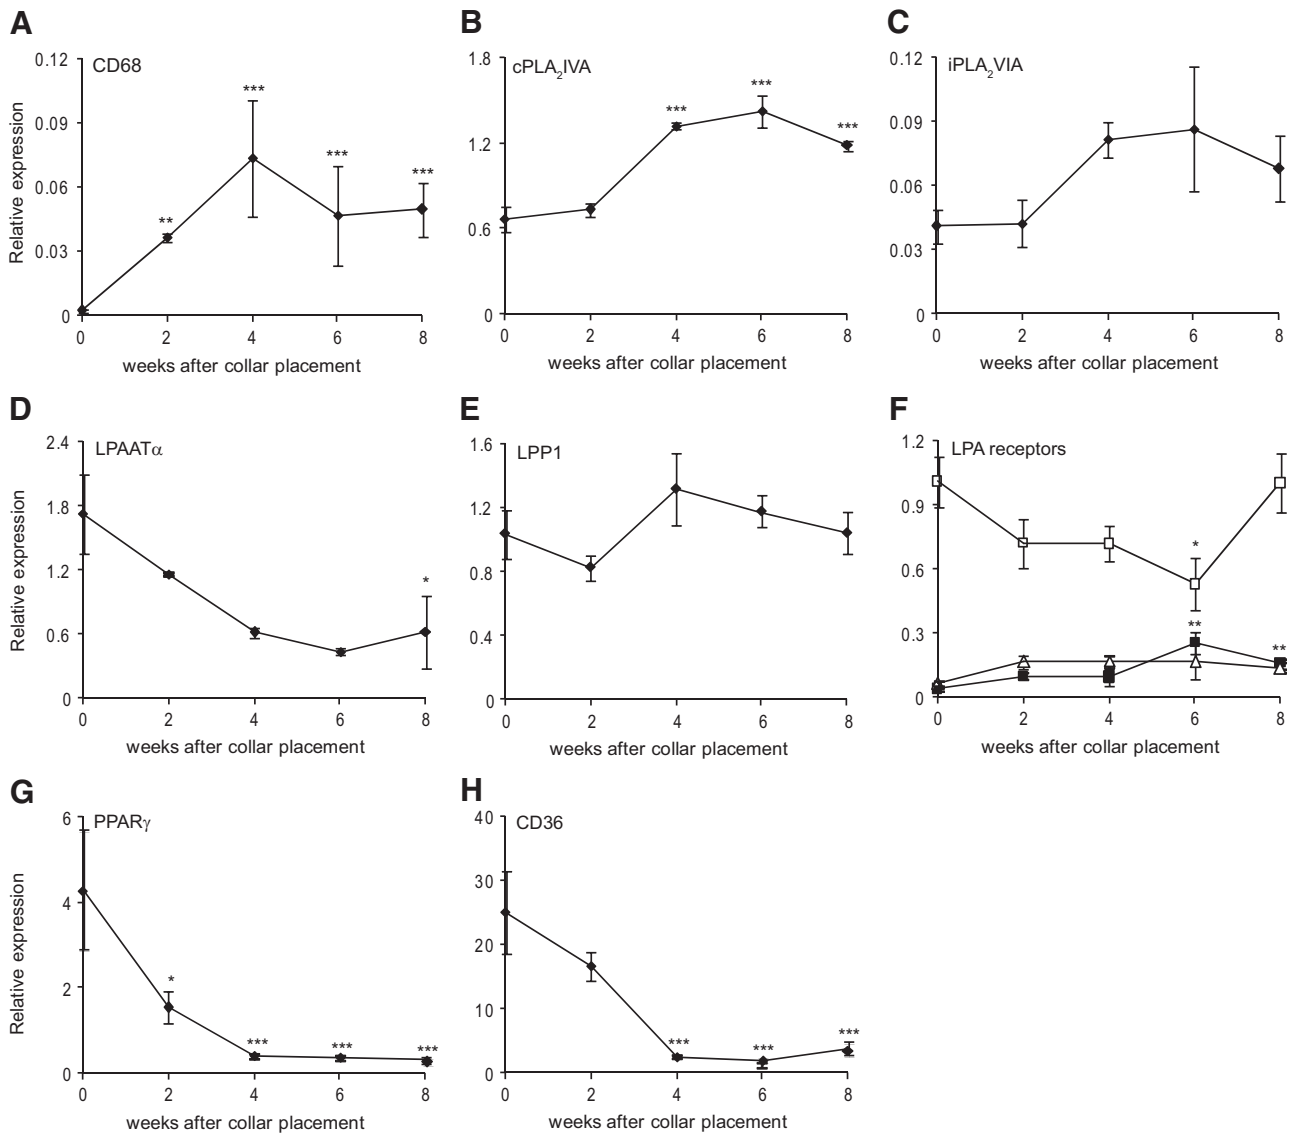 A
CD68
0.12
0.09
0.06
0.03
0
Relative expression
**
***
***
***
0 2 4 6 8
weeks after collar placement
B
cPLA₂IVA
1.8
1.2
0.6
0
***
***
***
0 2 4 6 8
weeks after collar placement
C
iPLA₂VIA
0.12
0.09
0.06
0.03
0
0 2 4 6 8
weeks after collar placement
D
LPAATα
2.4
1.8
1.2
0.6
0
Relative expression
*
0 2 4 6 8
weeks after collar placement
E
LPP1
1.6
1.2
0.8
0.4
0
0 2 4 6 8
weeks after collar placement
F
LPA receptors
1.2
0.9
0.6
0.3
0
*
**
**
0 2 4 6 8
weeks after collar placement
G
PPARγ
6
4
2
0
Relative expression
*
***
***
***
0 2 4 6 8
weeks after collar placement
H
CD36
40
30
20
10
0
***
***
***
0 2 4 6 8
weeks after collar placement